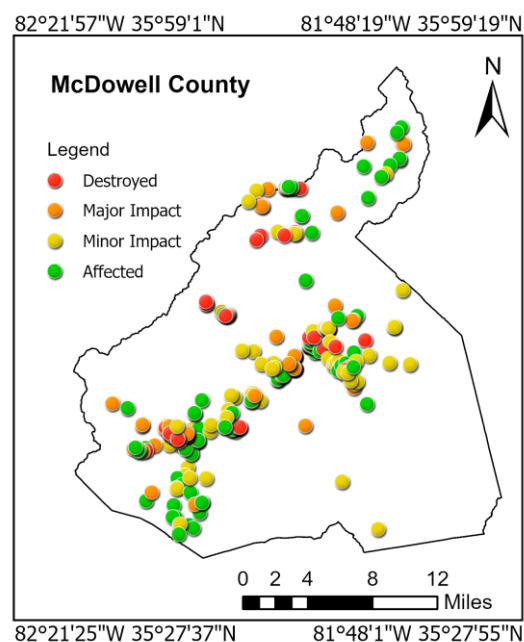 82°21'57"W 35°59'1"N 81°48'19"W 35°59'19"N
McDowell County
N
Legend
Destroyed
Major Impact
Minor Impact
Affected
0 2 4 8 12
Miles
82°21'25"W 35°27'37"N 81°48'1"W 35°27'55"N